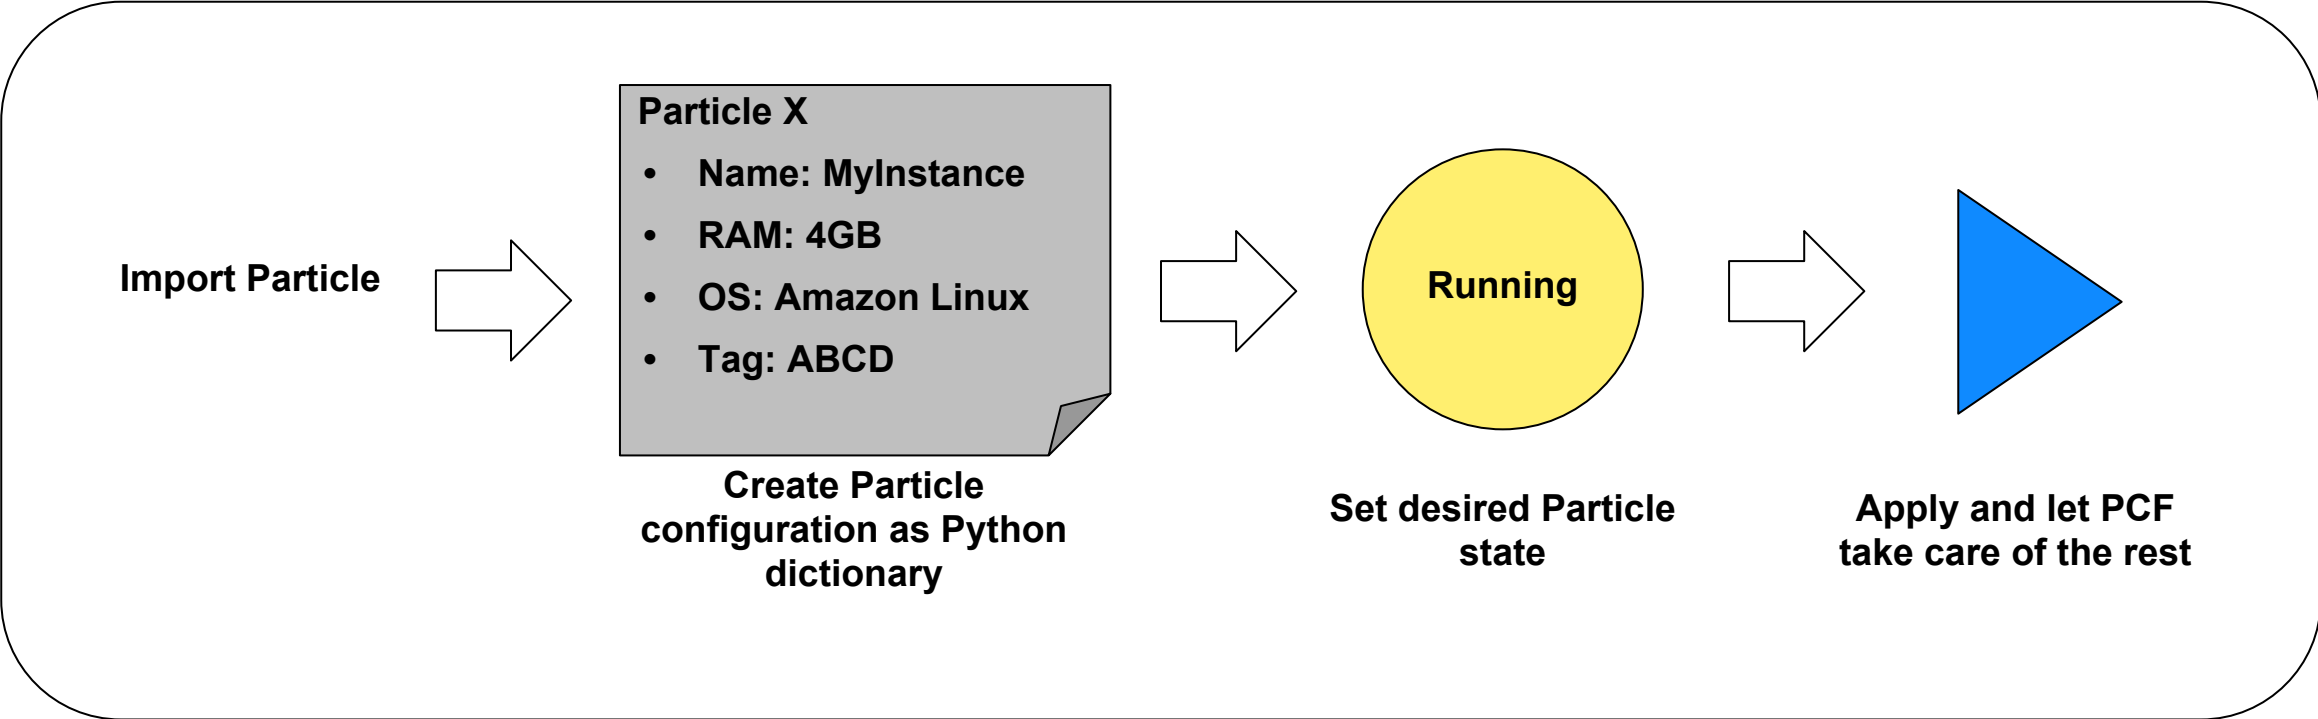 Import Particle
Particle X
• Name: MyInstance
• RAM: 4GB
• OS: Amazon Linux
• Tag: ABCD
Create Particle
configuration as Python
dictionary
Running
Set desired Particle
state
Apply and let PCF
take care of the rest